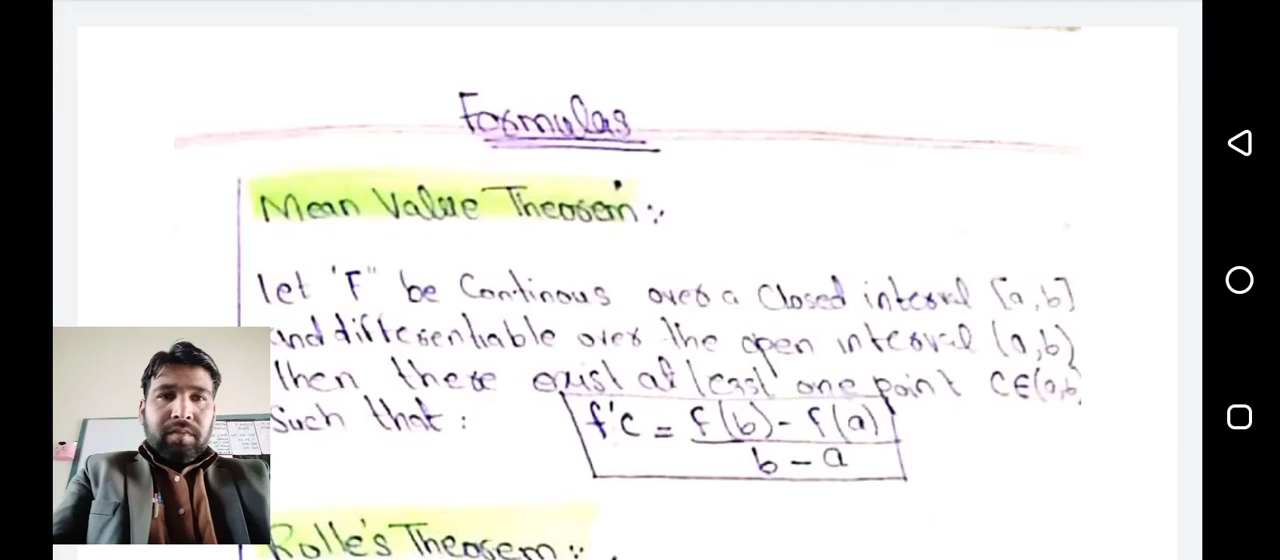 Formulas
Mean Value Theorem :
let 'F" be Continous over a Closed interval [a,b]
and differentiable over the open interval (a,b)
then there exist at least one point C∈(a,b
Such that : f'c = f(b) - f(a) / b - a
Rolle's Theorem :